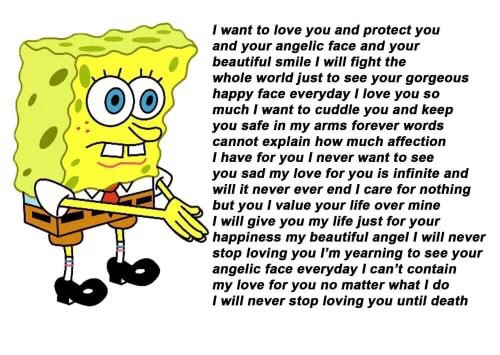 I want to love you and protect you
and your angelic face and your
beautiful smile I will fight the
whole world just to see your gorgeous
happy face everyday I love you so
much I want to cuddle you and keep
you safe in my arms forever words
cannot explain how much affection
I have for you I never want to see
you sad my love for you is infinite and
will it never ever end I care for nothing
but you I value your life over mine
I will give you my life just for your
happiness my beautiful angel I will never
stop loving you I'm yearning to see your
angelic face everyday I can't contain
my love for you no matter what I do
I will never stop loving you until death